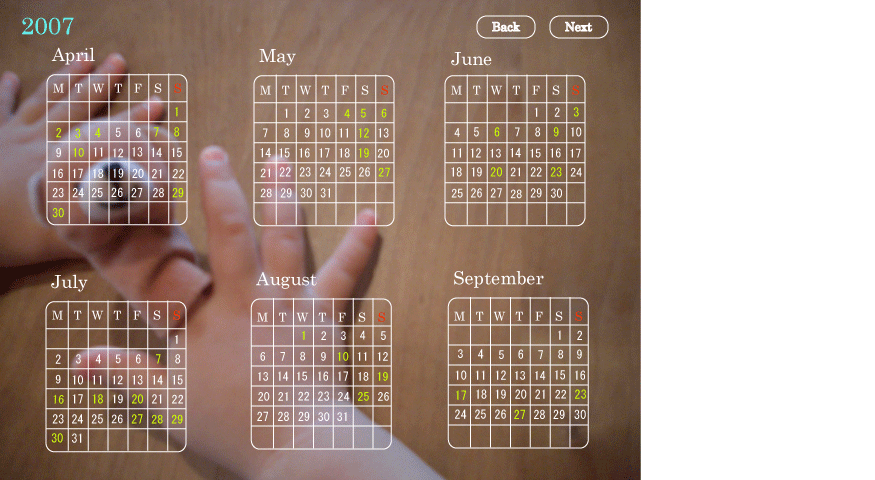 2007
Back Next
April
M T W T F S S
1
2 3 4 5 6 7 8
9 10 11 12 13 14 15
16 17 18 19 20 21 22
23 24 25 26 27 28 29
30
May
M T W T F S S
1 2 3 4 5 6
7 8 9 10 11 12 13
14 15 16 17 18 19 20
21 22 23 24 25 26 27
28 29 30 31
June
M T W T F S S
1 2 3
4 5 6 7 8 9 10
11 12 13 14 15 16 17
18 19 20 21 22 23 24
25 26 27 28 29 30
July
M T W T F S S
1
2 3 4 5 6 7 8
9 10 11 12 13 14 15
16 17 18 19 20 21 22
23 24 25 26 27 28 29
30 31
August
M T W T F S S
1 2 3 4 5
6 7 8 9 10 11 12
13 14 15 16 17 18 19
20 21 22 23 24 25 26
27 28 29 30 31
September
M T W T F S S
1 2
3 4 5 6 7 8 9
10 11 12 13 14 15 16
17 18 19 20 21 22 23
24 25 26 27 28 29 30